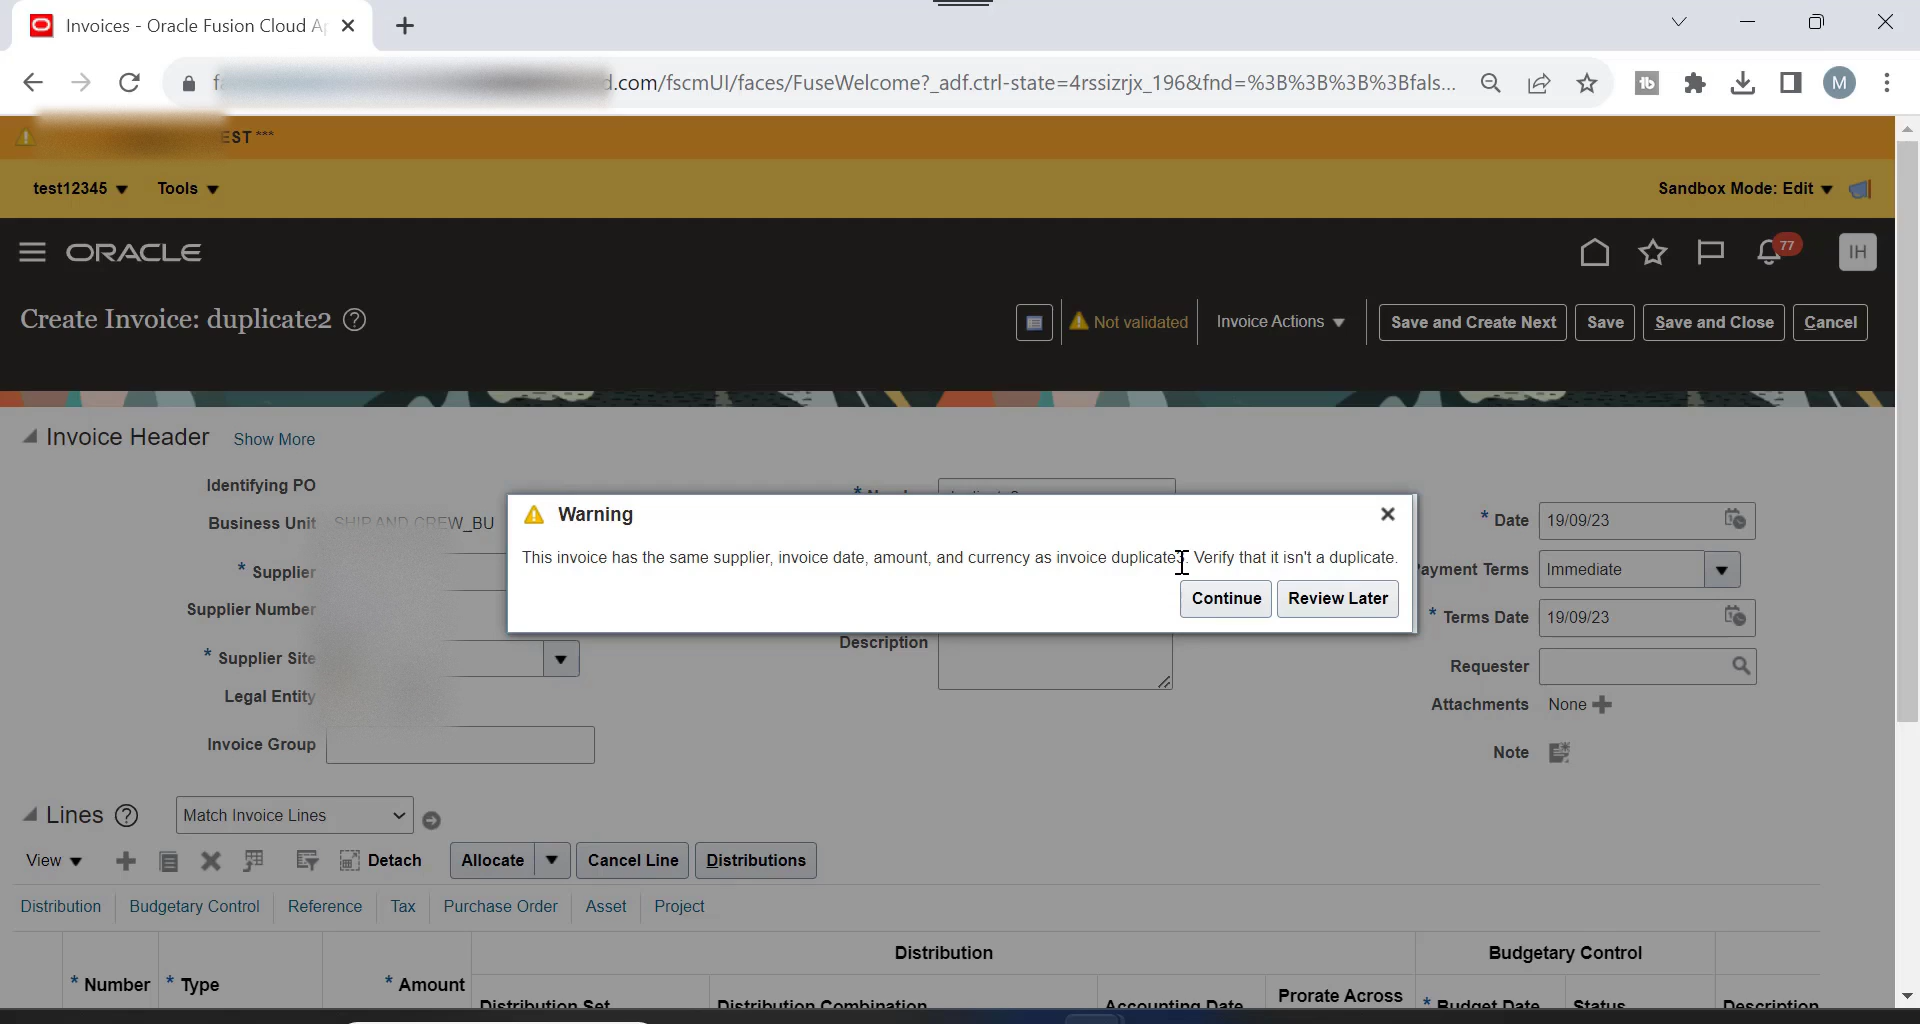 Invoices - Oracle Fusion Cloud Ap
.com/fscmUI/faces/FuseWelcome?_adf.ctrl-state=4rssizrjx_196&fnd=%3B%3B%3B%3Bfals...
M
EST ***
test12345 Tools Sandbox Mode: Edit
ORACLE 77 IH
Create Invoice: duplicate2 Not validated Invoice Actions Save and Create Next Save Save and Close Cancel
Invoice Header Show More
Identifying PO
Business Unit SHIP AND CREW_BU
* Supplier
Supplier Number
* Supplier Site
Legal Entity
Invoice Group
Warning
This invoice has the same supplier, invoice date, amount, and currency as invoice duplicate3. Verify that it isn't a duplicate.
Continue Review Later
Description
* Date 19/09/23
Payment Terms Immediate
* Terms Date 19/09/23
Requester
Attachments None
Note
Lines Match Invoice Lines
View Detach Allocate Cancel Line Distributions
Distribution Budgetary Control Reference Tax Purchase Order Asset Project
Distribution Budgetary Control
* Number * Type * Amount Distribution Set Distribution Combination Accounting Date Prorate Across * Budget Date Status Description